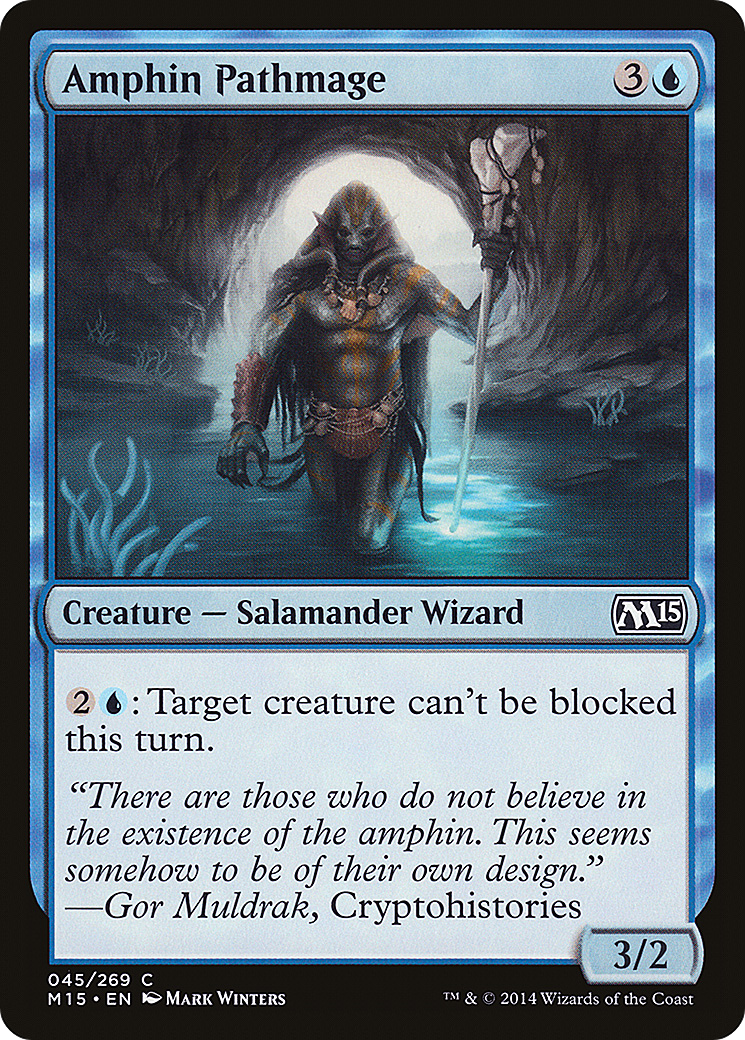 Amphin Pathmage 3
Creature — Salamander Wizard M15
2 : Target creature can't be blocked
this turn.
“There are those who do not believe in
the existence of the amphin. This seems
somehow to be of their own design.”
—Gor Muldrak, Cryptohistories
3/2
045/269 C
M15 • EN Mark Winters ™ & © 2014 Wizards of the Coast